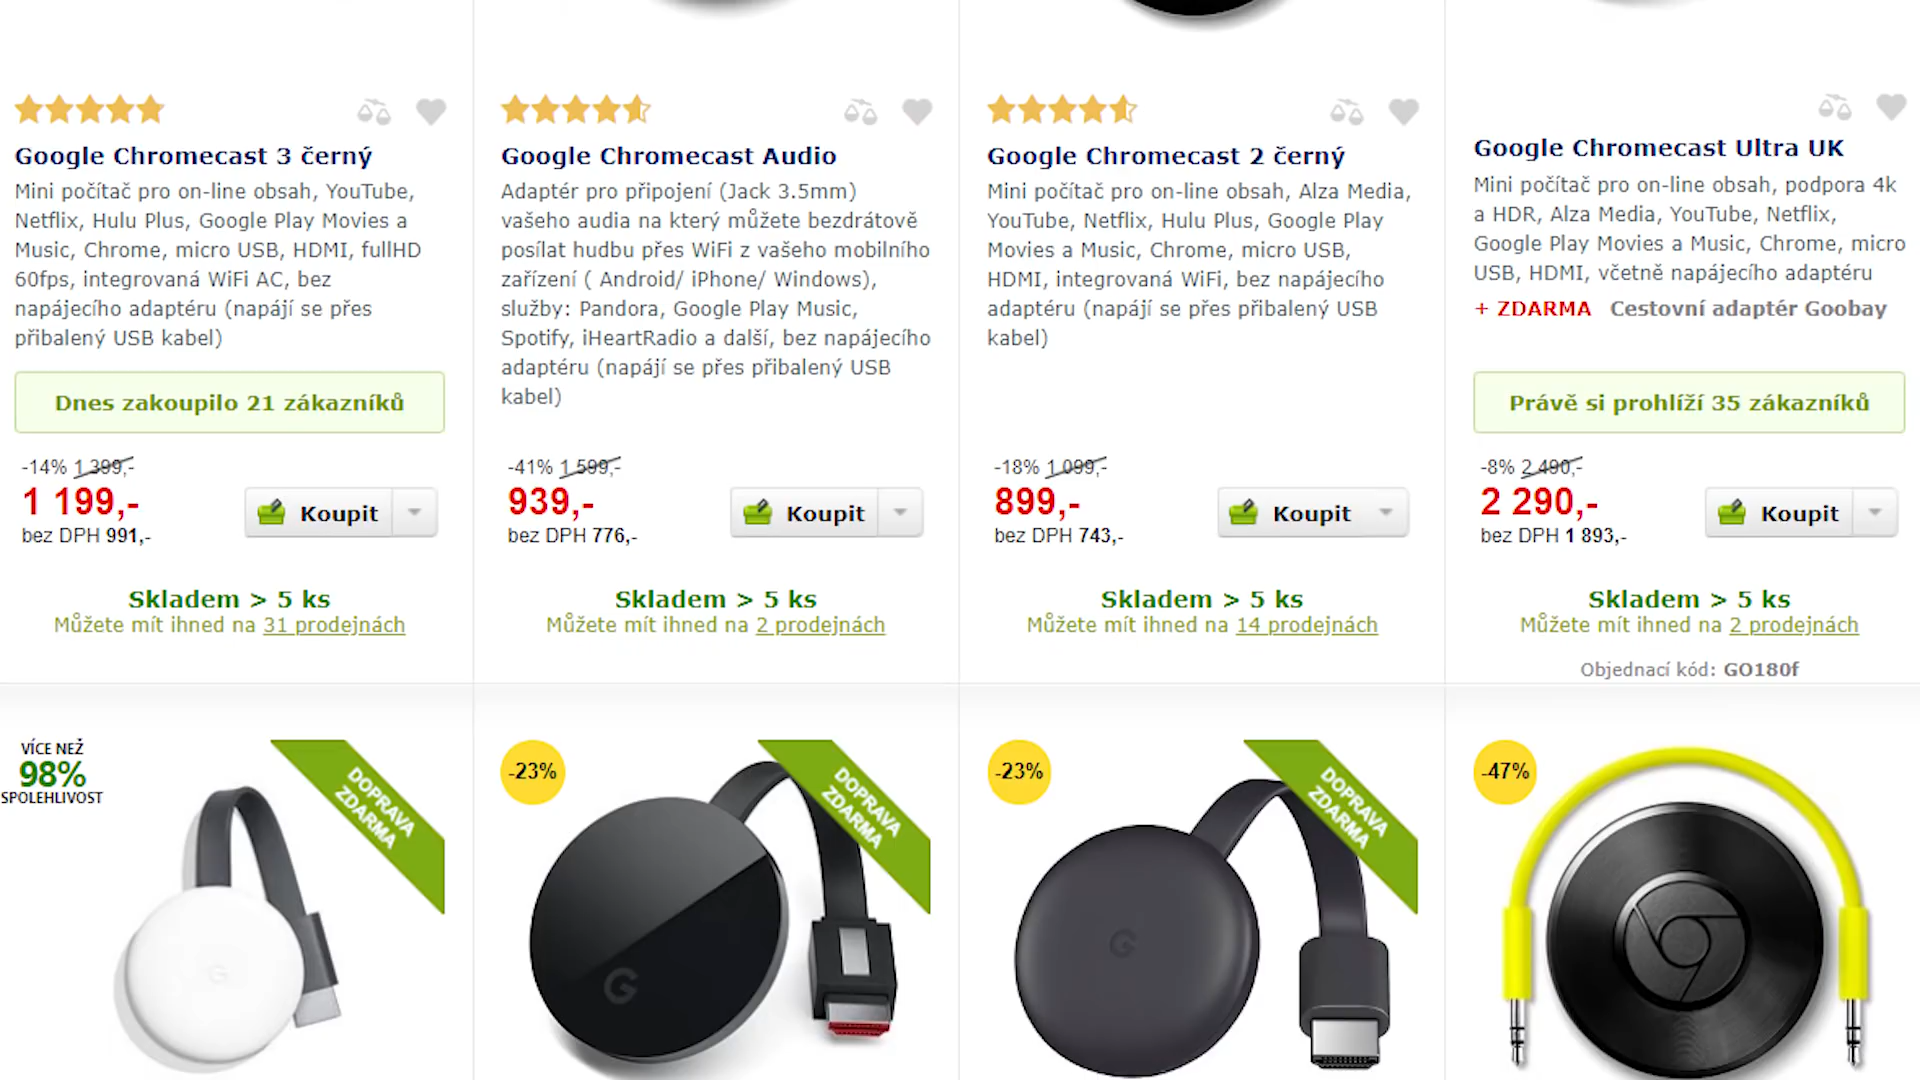 Google Chromecast 3 černý
Mini počítač pro on-line obsah, YouTube,
Netflix, Hulu Plus, Google Play Movies a
Music, Chrome, micro USB, HDMI, fullHD
60fps, integrovaná WiFi AC, bez
napájecího adaptéru (napájí se přes
přibalený USB kabel)
Dnes zakoupilo 21 zákazníků
-14% 1 399,-
1 199,-
bez DPH 991,-
Koupit
Skladem > 5 ks
Můžete mít ihned na 31 prodejnách
Google Chromecast Audio
Adaptér pro připojení (Jack 3.5mm)
vašeho audia na který můžete bezdrátově
posílat hudbu přes WiFi z vašeho mobilního
zařízení ( Android/ iPhone/ Windows),
služby: Pandora, Google Play Music,
Spotify, iHeartRadio a další, bez napájecího
adaptéru (napájí se přes přibalený USB
kabel)
-41% 1 599,-
939,-
bez DPH 776,-
Koupit
Skladem > 5 ks
Můžete mít ihned na 2 prodejnách
Google Chromecast 2 černý
Mini počítač pro on-line obsah, Alza Media,
YouTube, Netflix, Hulu Plus, Google Play
Movies a Music, Chrome, micro USB,
HDMI, integrovaná WiFi, bez napájecího
adaptéru (napájí se přes přibalený USB
kabel)
-18% 1 099,-
899,-
bez DPH 743,-
Koupit
Skladem > 5 ks
Můžete mít ihned na 14 prodejnách
Google Chromecast Ultra UK
Mini počítač pro on-line obsah, podpora 4k
a HDR, Alza Media, YouTube, Netflix,
Google Play Movies a Music, Chrome, micro
USB, HDMI, včetně napájecího adaptéru
+ ZDARMA Cestovní adaptér Goobay
Právě si prohlíží 35 zákazníků
-8% 2 490,-
2 290,-
bez DPH 1 893,-
Koupit
Skladem > 5 ks
Můžete mít ihned na 2 prodejnách
Objednací kód: GO180f
VÍCE NEŽ
98%
SPOLEHLIVOST
DOPRAVA
ZDARMA
G
-23%
DOPRAVA
ZDARMA
G
-23%
DOPRAVA
ZDARMA
G
-47%